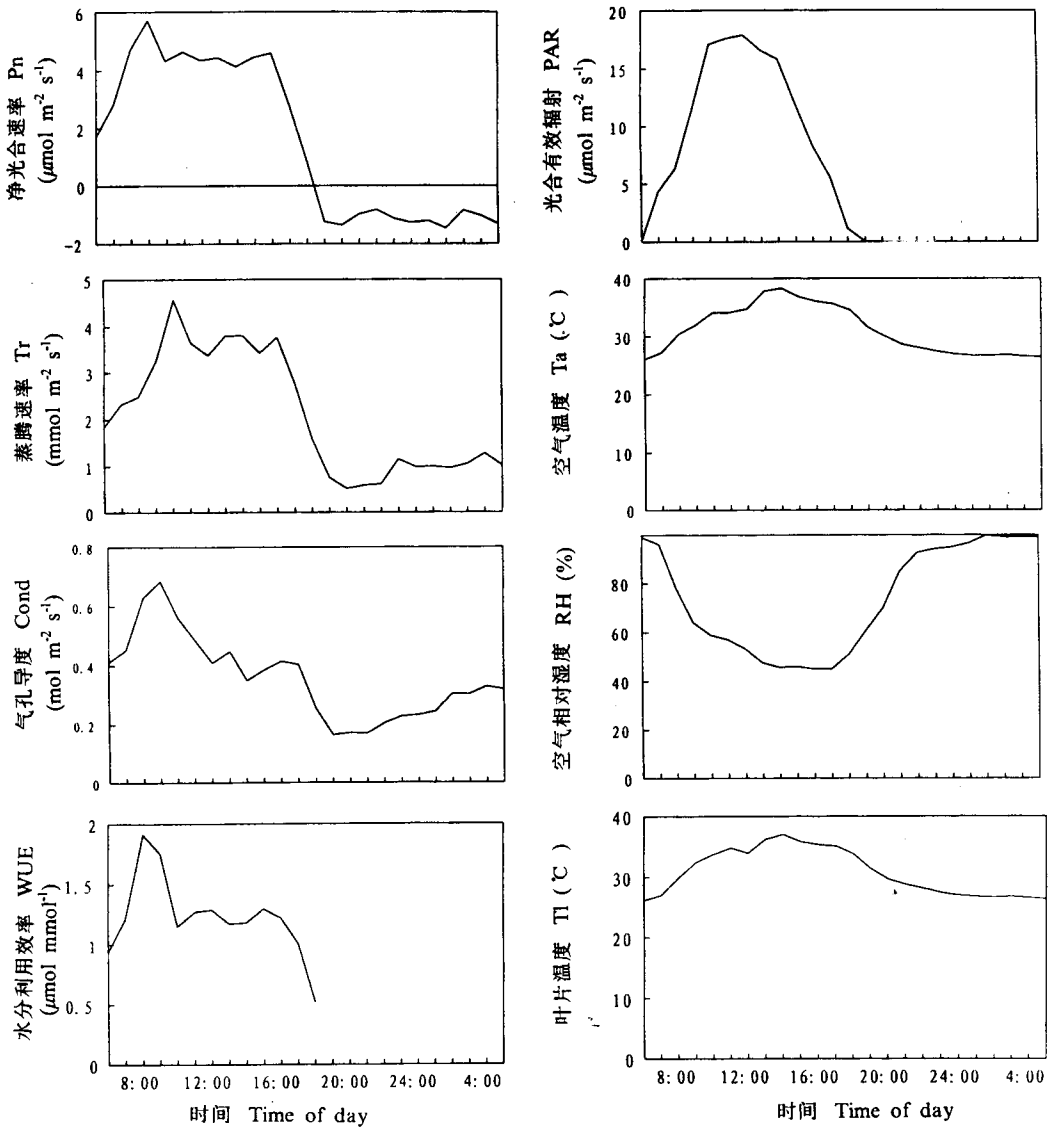 净光合速率 Pn
(μmol m⁻² s⁻¹)
6
4
2
0
-2
光合有效辐射 PAR
(μmol m⁻² s⁻¹)
20
15
10
5
0
蒸腾速率 Tr
(mmol m⁻² s⁻¹)
5
4
3
2
1
0
空气温度 Ta (℃)
40
30
20
10
0
气孔导度 Cond
(mol m⁻² s⁻¹)
0.8
0.6
0.4
0.2
0
空气相对湿度 RH (%)
80
60
40
20
0
水分利用效率 WUE
(μmol mmol⁻¹)
2
1.5
1
0.5
0
8:00 12:00 16:00 20:00 24:00 4:00
时间 Time of day
叶片温度 Tl (℃)
40
30
20
10
0
8:00 12:00 16:00 20:00 24:00 4:00
时间 Time of day